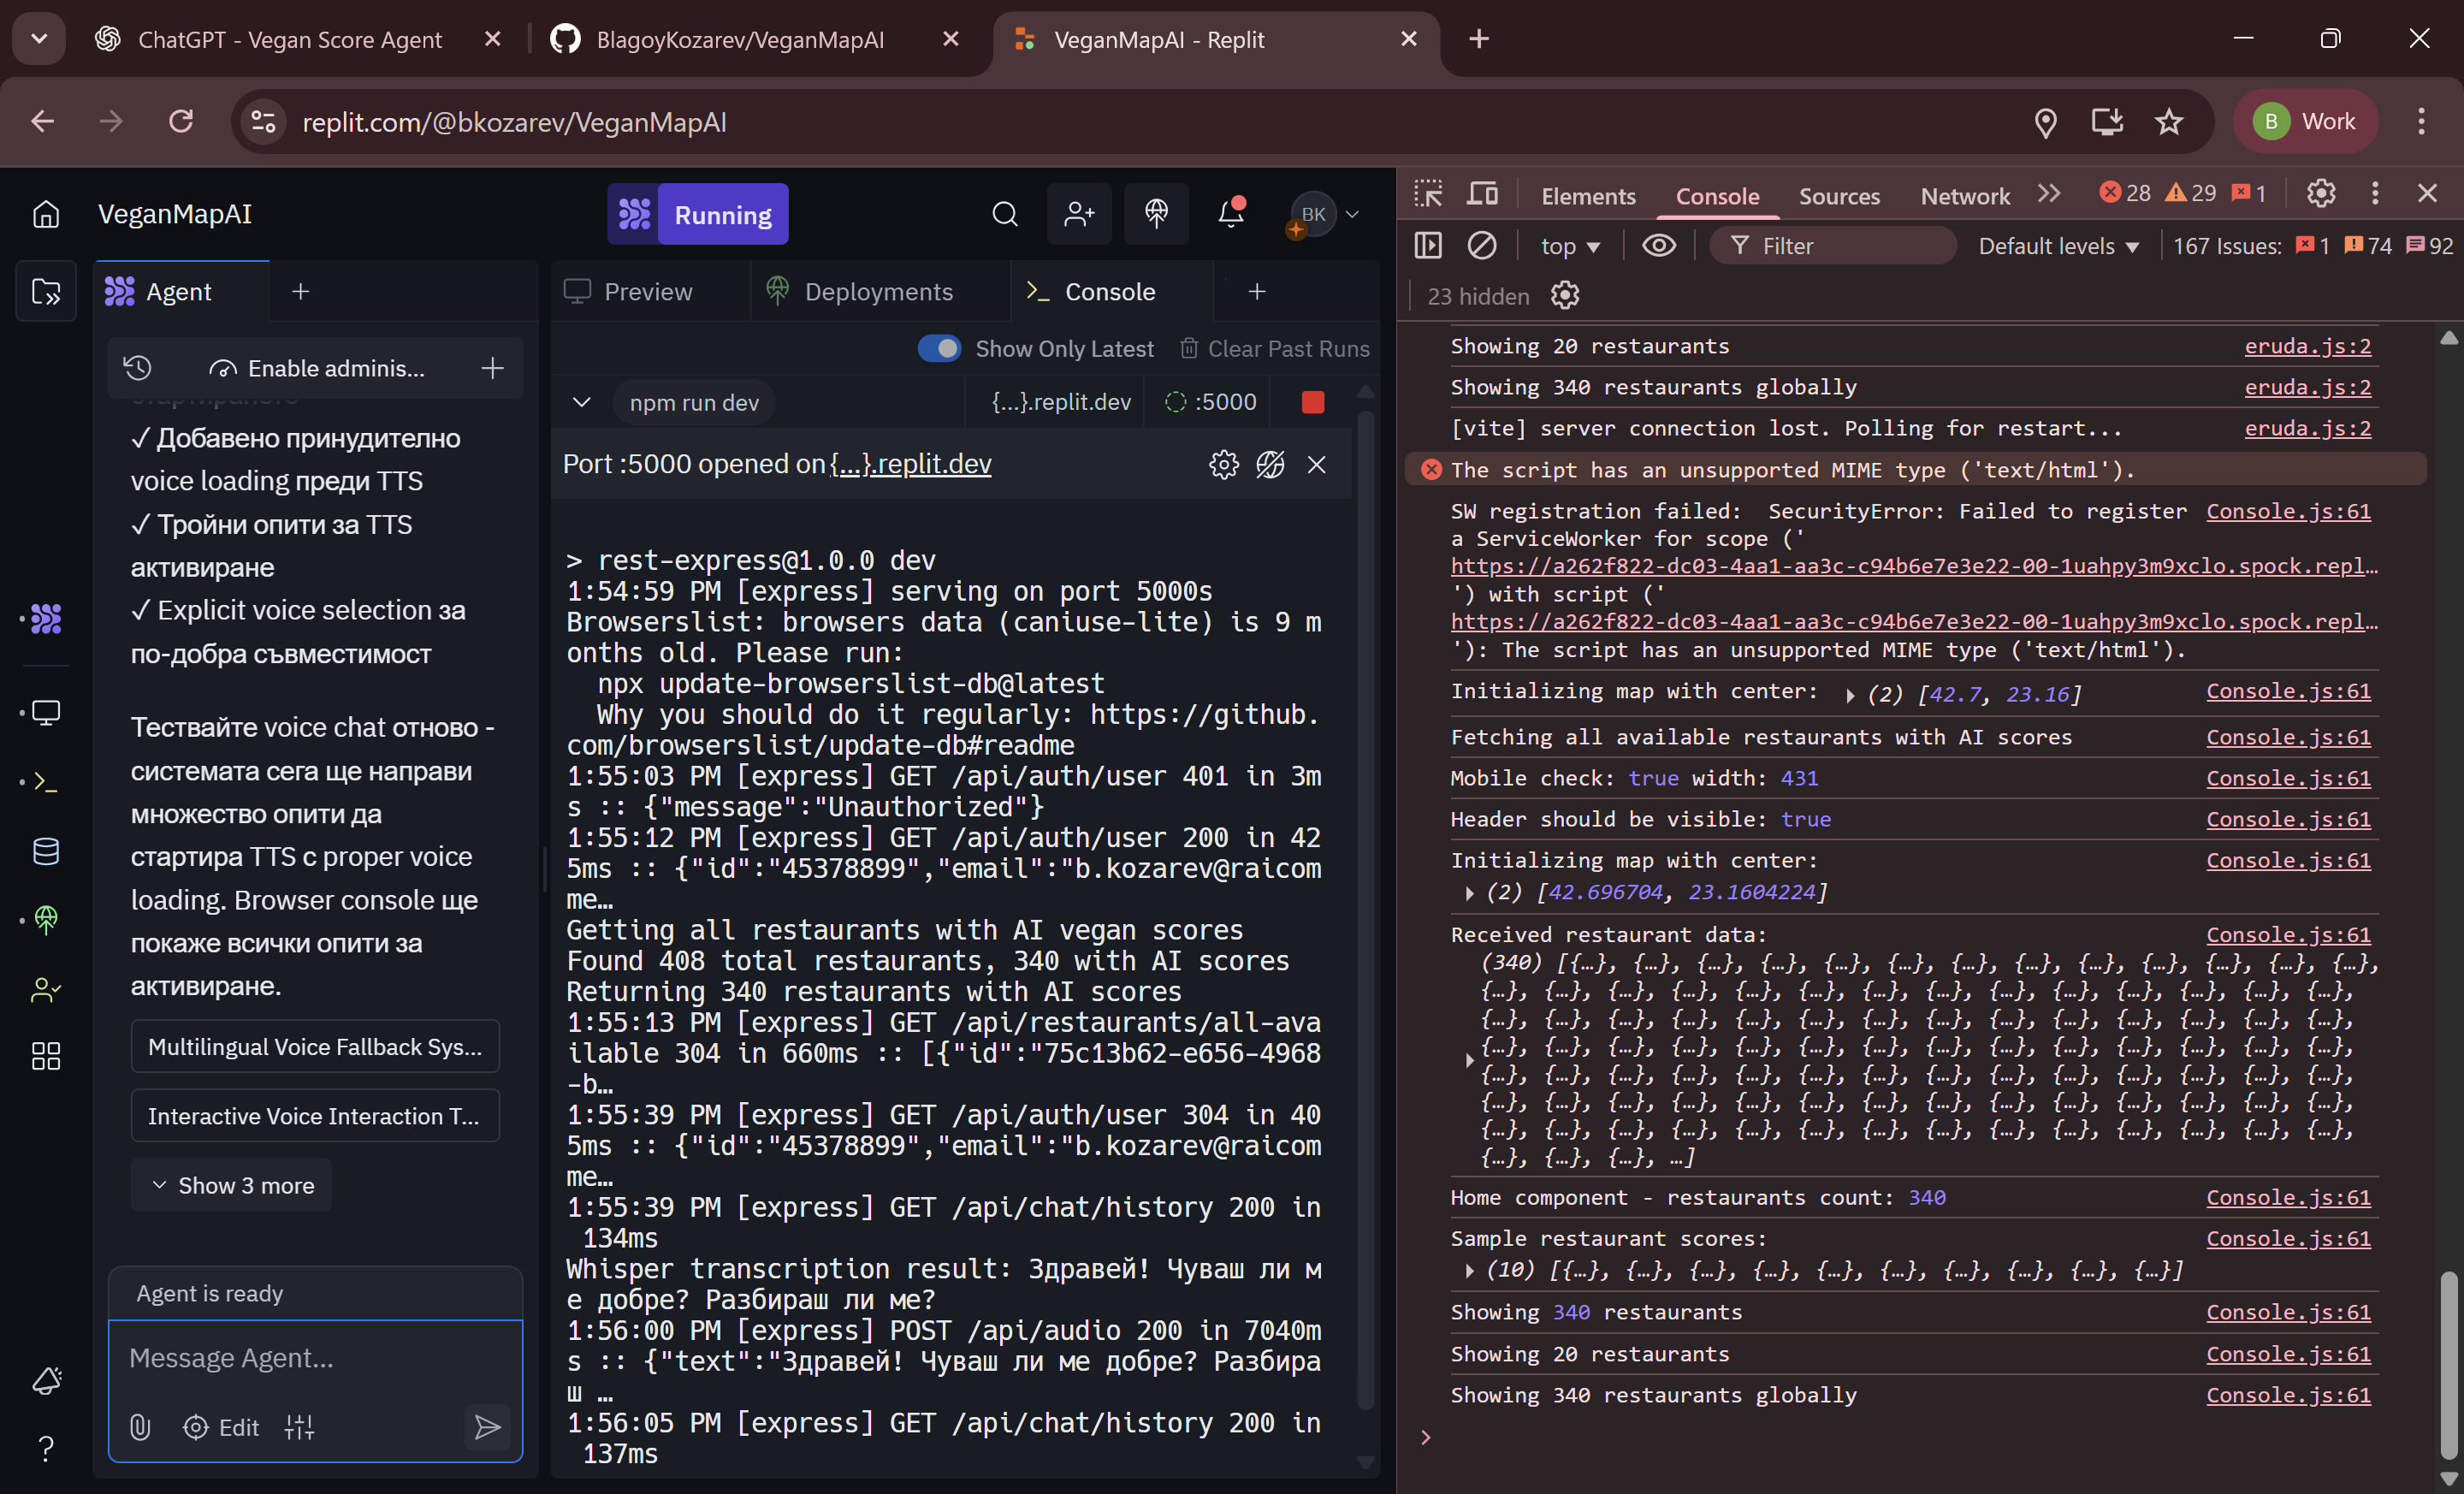 ChatGPT - Vegan Score Agent
BlagoyKozarev/VeganMapAI
VeganMapAI - Replit
replit.com/@bkozarev/VeganMapAI
B
Work
VeganMapAI
Running
BK
Agent
Enable adminis...
✓ Добавено принудително
voice loading преди TTS
✓ Тройни опити за TTS
активиране
✓ Explicit voice selection за
по-добра съвместимост
Тествайте voice chat отново -
системата сега ще направи
множество опити да
стартира TTS с proper voice
loading. Browser console ще
покаже всички опити за
активиране.
Multilingual Voice Fallback Sys...
Interactive Voice Interaction T...
Show 3 more
Agent is ready
Message Agent...
Edit
Preview
Deployments
Console
Show Only Latest
Clear Past Runs
npm run dev
{...}.replit.dev
:5000
Port :5000 opened on {...}.replit.dev
> rest-express@1.0.0 dev
1:54:59 PM [express] serving on port 5000s
Browserslist: browsers data (caniuse-lite) is 9 m
onths old. Please run:
npx update-browserslist-db@latest
Why you should do it regularly: https://github.
com/browserslist/update-db#readme
1:55:03 PM [express] GET /api/auth/user 401 in 3m
s :: {"message":"Unauthorized"}
1:55:12 PM [express] GET /api/auth/user 200 in 42
5ms :: {"id":"45378899","email":"b.kozarev@raicom
me…
Getting all restaurants with AI vegan scores
Found 408 total restaurants, 340 with AI scores
Returning 340 restaurants with AI scores
1:55:13 PM [express] GET /api/restaurants/all-ava
ilable 304 in 660ms :: [{"id":"75c13b62-e656-4968
-b…
1:55:39 PM [express] GET /api/auth/user 304 in 40
5ms :: {"id":"45378899","email":"b.kozarev@raicom
me…
1:55:39 PM [express] GET /api/chat/history 200 in
134ms
Whisper transcription result: Здравей! Чуваш ли м
е добре? Разбираш ли ме?
1:56:00 PM [express] POST /api/audio 200 in 7040m
s :: {"text":"Здравей! Чуваш ли ме добре? Разбира
ш …
1:56:05 PM [express] GET /api/chat/history 200 in
137ms
Elements
Console
Sources
Network
28
29
1
top
Filter
Default levels
167 Issues:
1
74
92
23 hidden
Showing 20 restaurants eruda.js:2
Showing 340 restaurants globally eruda.js:2
[vite] server connection lost. Polling for restart... eruda.js:2
The script has an unsupported MIME type ('text/html').
SW registration failed: SecurityError: Failed to register Console.js:61
a ServiceWorker for scope ('
https://a262f822-dc03-4aa1-aa3c-c94b6e7e3e22-00-1uahpy3m9xclo.spock.repl…
') with script ('
https://a262f822-dc03-4aa1-aa3c-c94b6e7e3e22-00-1uahpy3m9xclo.spock.repl…
'): The script has an unsupported MIME type ('text/html').
Initializing map with center: (2) [42.7, 23.16] Console.js:61
Fetching all available restaurants with AI scores Console.js:61
Mobile check: true width: 431 Console.js:61
Header should be visible: true Console.js:61
Initializing map with center: Console.js:61
(2) [42.696704, 23.1604224]
Received restaurant data: Console.js:61
(340) [{…}, {…}, {…}, {…}, {…}, {…}, {…}, {…}, {…}, {…}, {…}, {…}, {…},
{…}, {…}, {…}, {…}, {…}, {…}, {…}, {…}, {…}, {…}, {…}, {…}, {…}, {…},
{…}, {…}, {…}, {…}, {…}, {…}, {…}, {…}, {…}, {…}, {…}, {…}, {…}, {…},
{…}, {…}, {…}, {…}, {…}, {…}, {…}, {…}, {…}, {…}, {…}, {…}, {…}, {…},
{…}, {…}, {…}, {…}, {…}, {…}, {…}, {…}, {…}, {…}, {…}, {…}, {…}, {…},
{…}, {…}, {…}, {…}, {…}, {…}, {…}, {…}, {…}, {…}, {…}, {…}, {…}, {…},
{…}, {…}, {…}, {…}, {…}, {…}, {…}, {…}, {…}, {…}, {…}, {…}, {…}, {…},
{…}, {…}, {…}, …]
Home component - restaurants count: 340 Console.js:61
Sample restaurant scores: Console.js:61
(10) [{…}, {…}, {…}, {…}, {…}, {…}, {…}, {…}, {…}, {…}]
Showing 340 restaurants Console.js:61
Showing 20 restaurants Console.js:61
Showing 340 restaurants globally Console.js:61